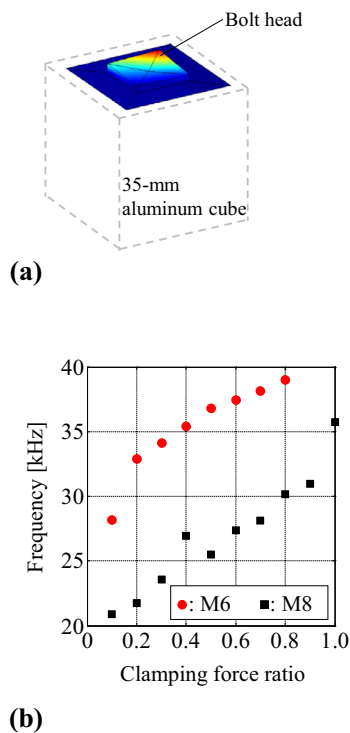 Bolt head
35-mm
aluminum cube
(a)
40
35
30
25
20
Frequency [kHz]
: M6 : M8
0 0.2 0.4 0.6 0.8 1.0
Clamping force ratio
(b)